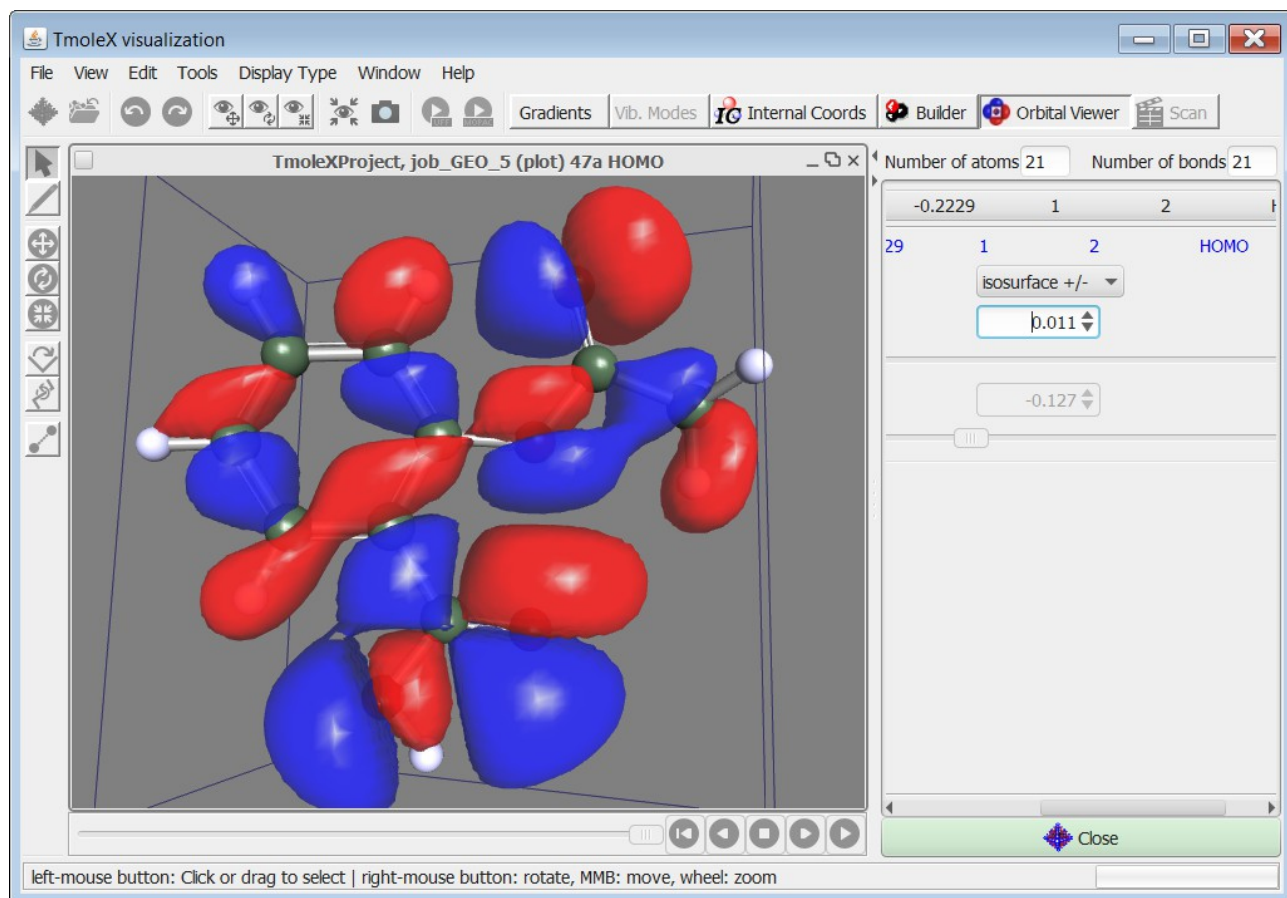 TmoleX visualization
File View Edit Tools Display Type Window Help
Gradients Vib. Modes Internal Coords Builder Orbital Viewer Scan
TmoleXProject, job_GEO_5 (plot) 47a HOMO
Number of atoms 21 Number of bonds 21
-0.2229 1 2
29 1 2 HOMO
isosurface +/-
0.011
-0.127
Close
left-mouse button: Click or drag to select | right-mouse button: rotate, MMB: move, wheel: zoom